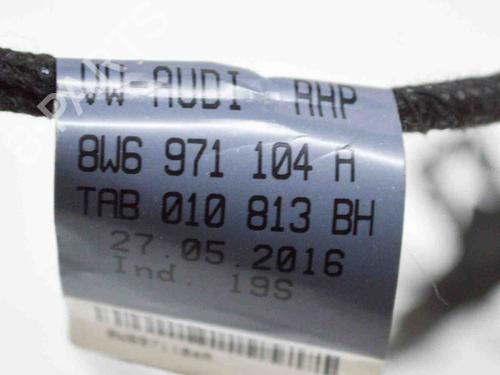 VW-AUDI AHP
8W6 971 104 A
TAB 010 813 BH
27.05.2016
Ind. 19S